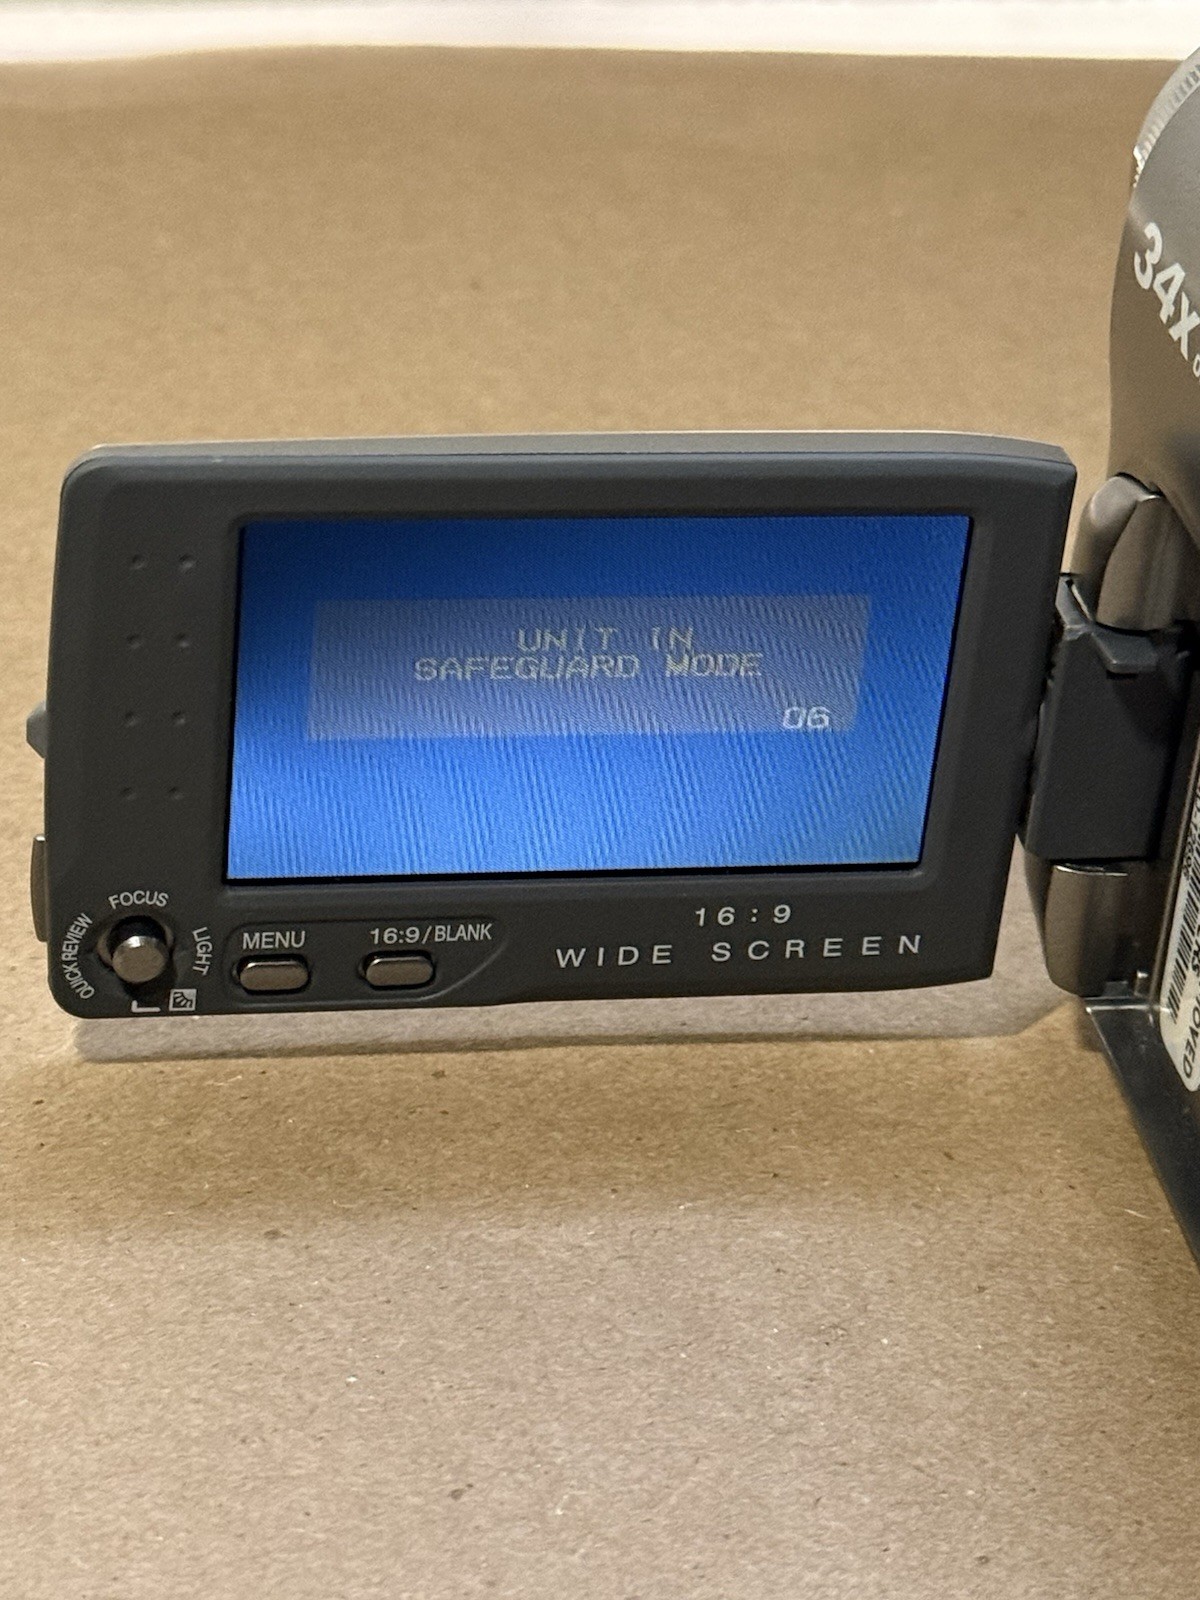 34X
UNIT IN
SAFEGUARD MODE
06
FOCUS
QUICK REVIEW
LIGHT
MENU
16:9/BLANK
16:9
WIDE SCREEN